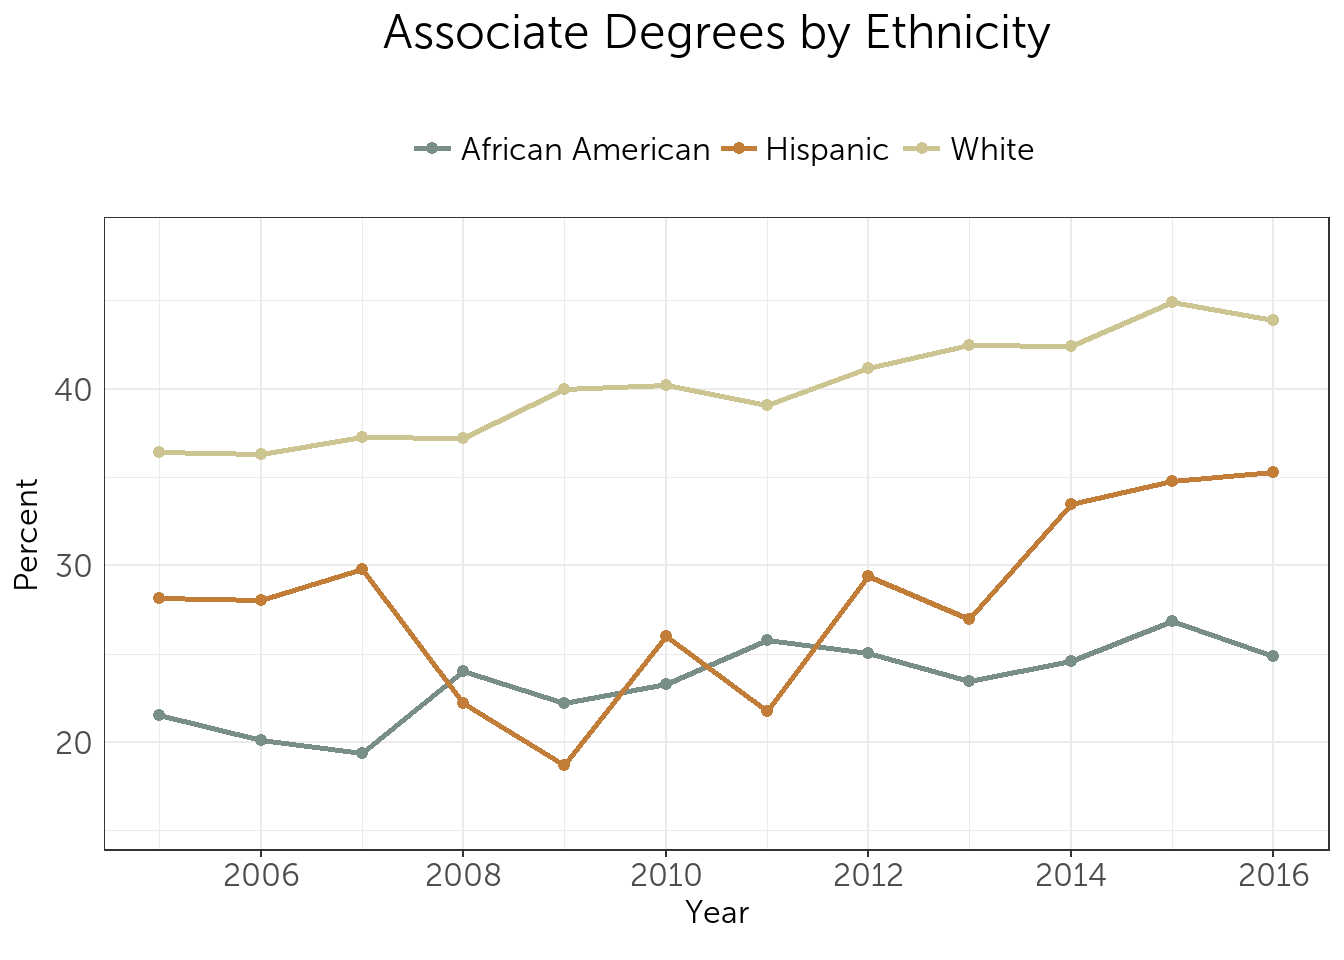 Associate Degrees by Ethnicity
African American Hispanic White
Percent
40
30
20
2006 2008 2010 2012 2014 2016
Year